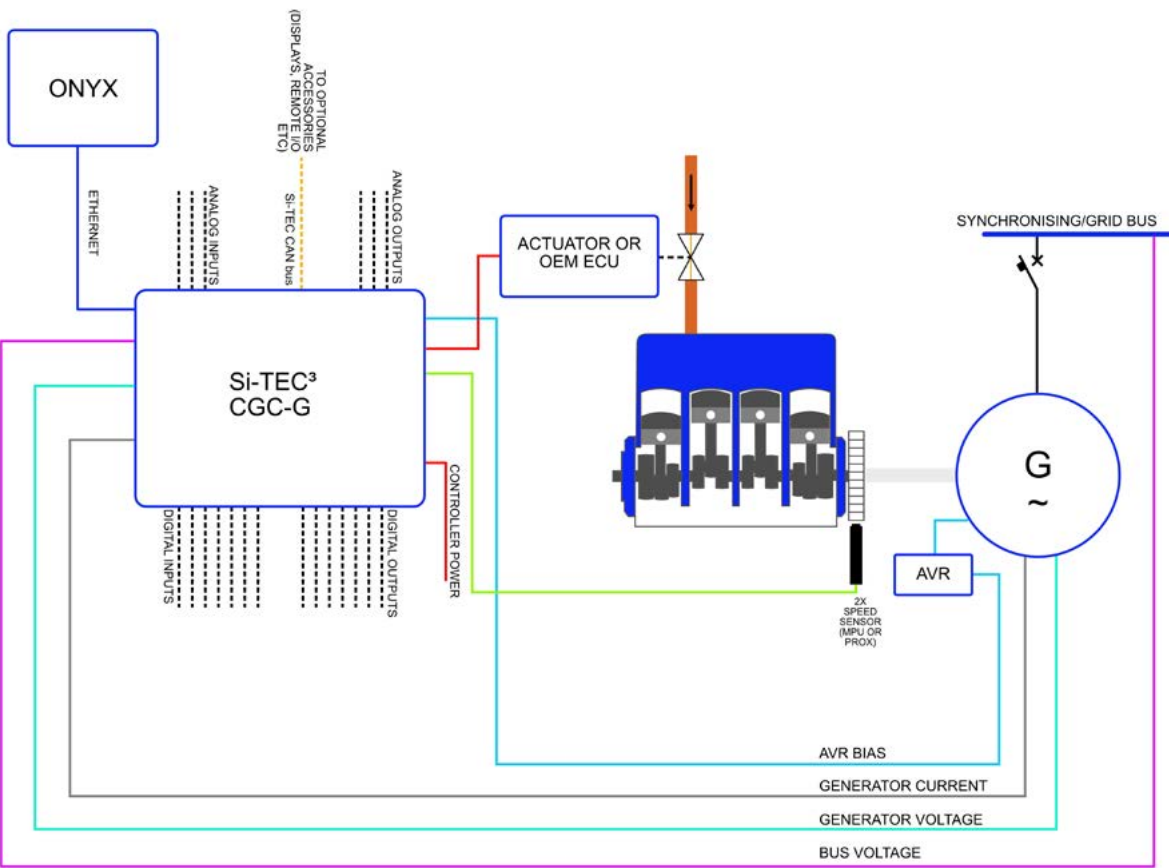 ONYX
ETHERNET
TO OPTIONAL
ACCESSORIES
(DISPLAYS, REMOTE I/O
ETC)
ANALOG INPUTS
Si-TEC CAN bus
ANALOG OUTPUTS
ACTUATOR OR
OEM ECU
SYNCHRONISING/GRID BUS
Si-TEC³
CGC-G
DIGITAL INPUTS
DIGITAL OUTPUTS
CONTROLLER POWER
G
~
AVR
2X
SPEED
SENSOR
(MPU OR
PROX)
AVR BIAS
GENERATOR CURRENT
GENERATOR VOLTAGE
BUS VOLTAGE